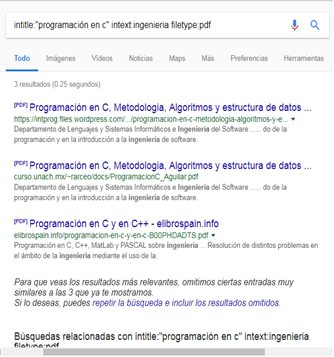 intitle:"programación en c" intext:ingenieria filetype:pdf
Todo Imágenes Vídeos Noticias Maps Más Preferencias Herramientas
3 resultados (0.25 segundos)
[PDF] Programación en C, Metodología, Algoritmos y estructura de datos ...
https://intprog.files.wordpress.com/.../programacion-en-c-metodologia-algoritmos-y-e...
Departamento de Lenguajes y Sistemas Informáticos e Ingeniería del Software ...... do de la
programación y en la introducción a la ingeniería de software.
[PDF] Programación en C, Metodología, Algoritmos y estructura de datos ...
curso.unach.mx/~rarceo/docs/ProgramacionC_Aguilar.pdf
Departamento de Lenguajes y Sistemas Informáticos e Ingeniería del Software ...... do de la
programación y en la introducción a la ingeniería de software.
[PDF] Programación en C y en C++ - elibrospain.info
elibrospain.info/programacion-en-c-y-en-c-B00PHDADTS.pdf
Programación en C, C++, MatLab y PASCAL sobre ingeniería ... Resolución de distintos problemas en
el ámbito de la ingeniería mediante el uso de la.
Para que veas los resultados más relevantes, omitimos ciertas entradas muy
similares a las 3 que ya te mostramos.
Si lo deseas, puedes repetir la búsqueda e incluir los resultados omitidos.
Búsquedas relacionadas con intitle:"programación en c" intext:ingenieria
filetype:pdf